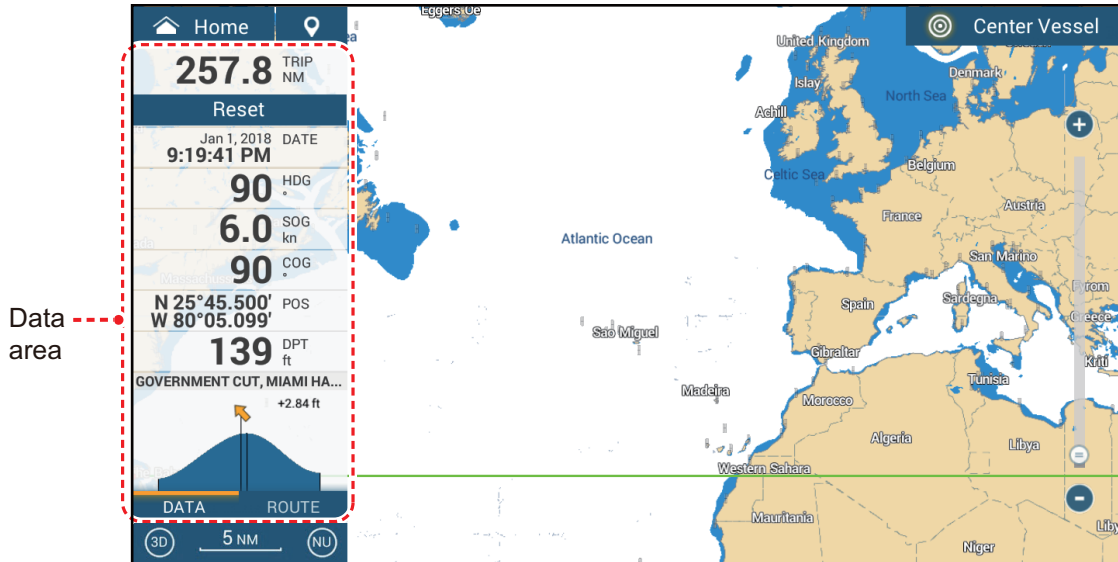 Home
Center Vessel
Data
area
257.8 TRIP
NM
Reset
Jan 1, 2018 DATE
9:19:41 PM
90 HDG
°
6.0 SOG
kn
90 COG
°
N 25°45.500′ POS
W 80°05.099′
139 DPT
ft
GOVERNMENT CUT, MIAMI HA...
+2.84 ft
DATA ROUTE
3D 5 NM NU
Eggers Oe
United Kingdom
Denmark
Islay
North Sea
Achill
Belgium
Celtic Sea
Austria
France
Atlantic Ocean
San Marino
Fyrom
Spain
Sardegna
Greece
Sao Miguel
Gibraltar
Kriti
Tunisia
Madeira
Morocco
Algeria
Libya
Western Sahara
Mauritania
Liby
Niger